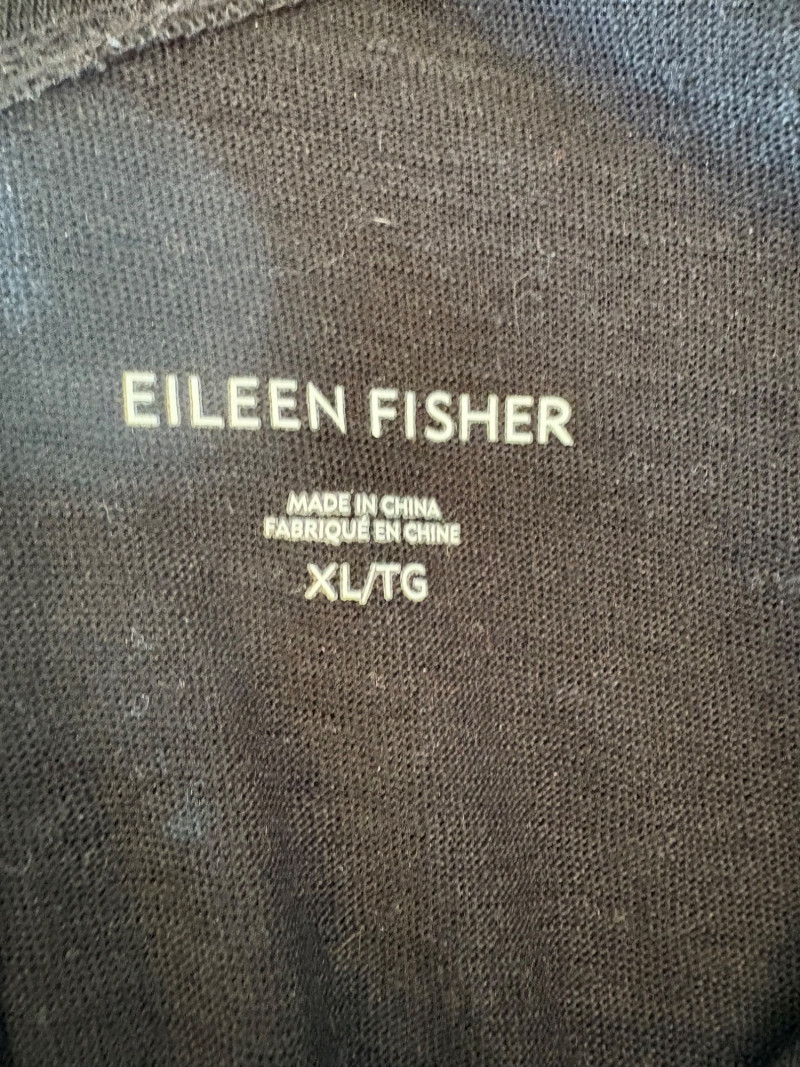 EILEEN FISHER
MADE IN CHINA
FABRIQUÉ EN CHINE
XL/TG